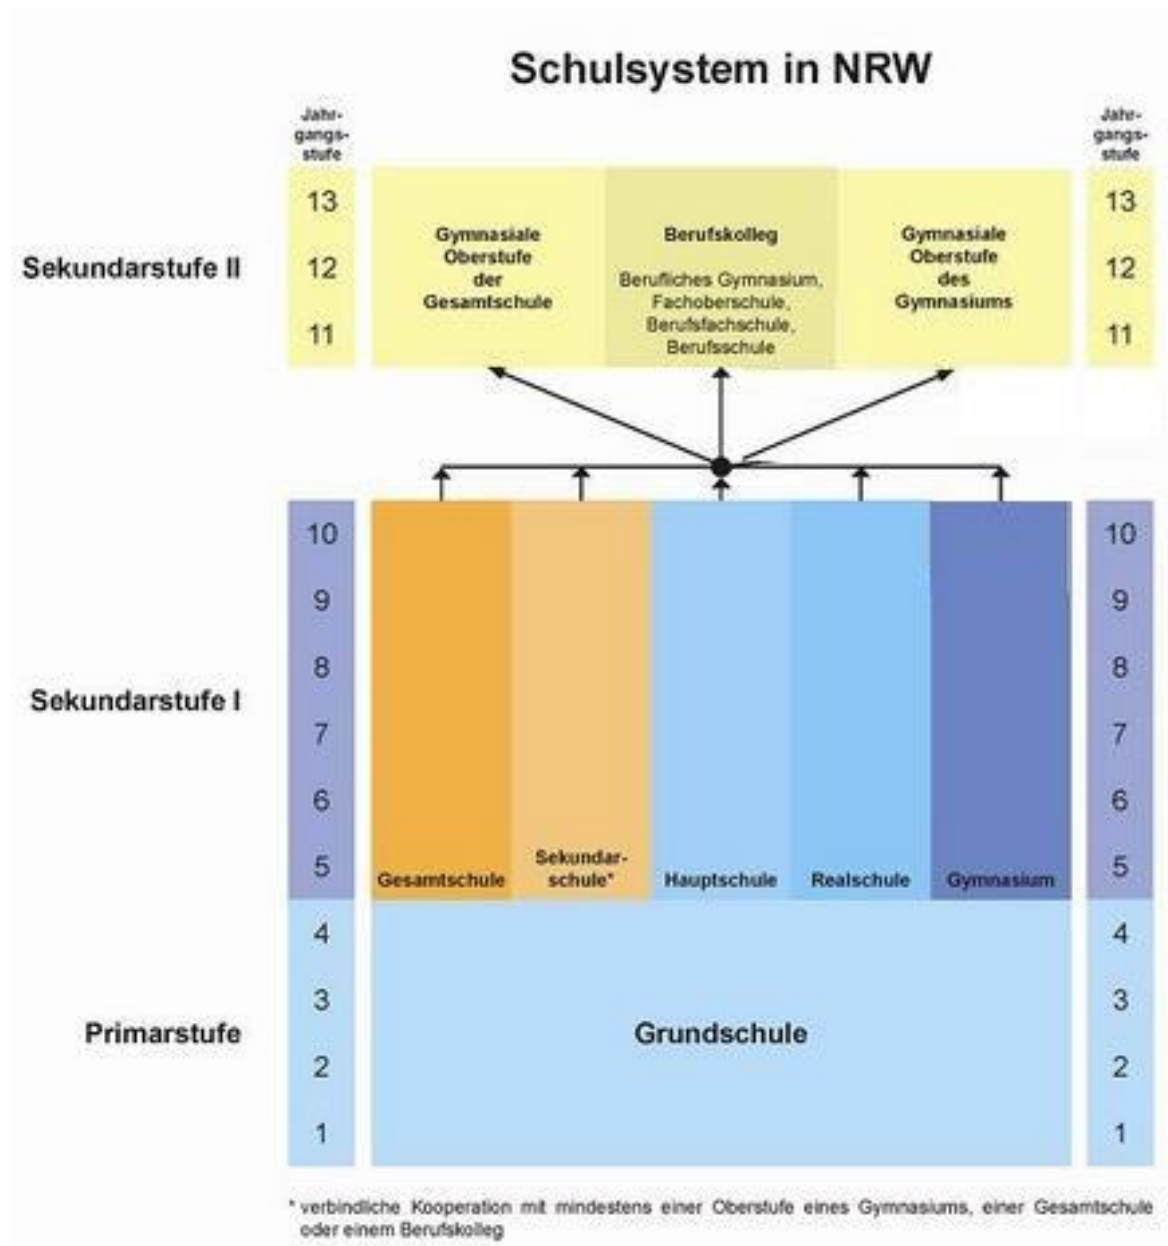 Schulsystem in NRW
Jahr-
gangs-
stufe
Jahr-
gangs-
stufe
Sekundarstufe II
13
12
11
Gymnasiale
Oberstufe
der
Gesamtschule
Berufskolleg
Berufliches Gymnasium,
Fachoberschule,
Berufsfachschule,
Berufsschule
Gymnasiale
Oberstufe
des
Gymnasiums
13
12
11
Sekundarstufe I
10
9
8
7
6
5
Gesamtschule
Sekundar-
schule*
Hauptschule
Realschule
Gymnasium
10
9
8
7
6
5
Primarstufe
4
3
2
1
Grundschule
4
3
2
1
* verbindliche Kooperation mit mindestens einer Oberstufe eines Gymnasiums, einer Gesamtschule
oder einem Berufskolleg